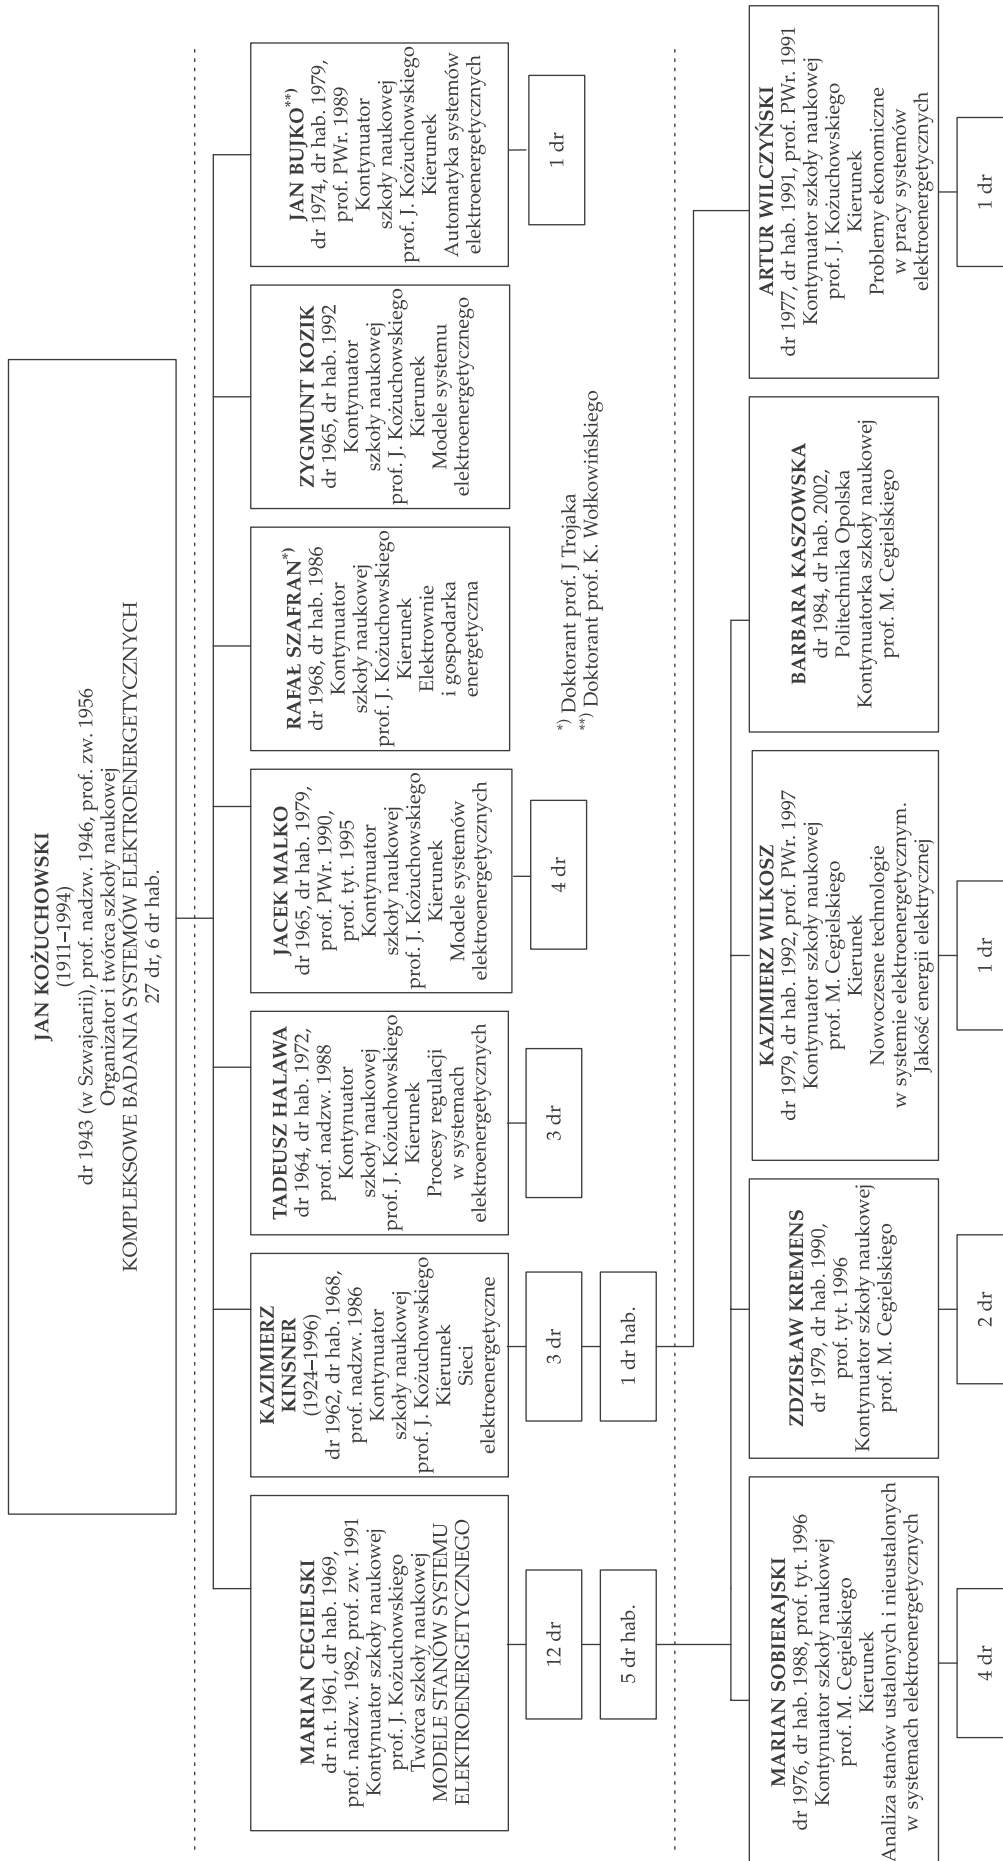 JAN KOŻUCHOWSKI
(1911–1994)
dr 1943 (w Szwajcarii), prof. nadzw. 1946, prof. zw. 1956
Organizator i twórca szkoły naukowej
KOMPLEKSOWE BADANIA SYSTEMÓW ELEKTROENERGETYCZNYCH
27 dr, 6 dr hab.
MARIAN CEGIELSKI
dr n.t. 1961, dr hab. 1969,
prof. nadzw. 1982, prof. zw. 1991
Kontynuator szkoły naukowej
prof. J. Kożuchowskiego
Twórca szkoły naukowej
MODELE STANÓW SYSTEMU
ELEKTROENERGETYCZNEGO
12 dr
5 dr hab.
KAZIMIERZ
KINSNER
(1924–1996)
dr 1962, dr hab. 1968,
prof. nadzw. 1986
Kontynuator
szkoły naukowej
prof. J. Kożuchowskiego
Kierunek
Sieci
elektroenergetyczne
3 dr
1 dr hab.
TADEUSZ HALAWA
dr 1964, dr hab. 1972,
prof. nadzw. 1988
Kontynuator
szkoły naukowej
prof. J. Kożuchowskiego
Kierunek
Procesy regulacji
w systemach
elektroenergetycznych
3 dr
JACEK MALKO
dr 1965, dr hab. 1979,
prof. PWr. 1990,
prof. tyt. 1995
Kontynuator
szkoły naukowej
prof. J. Kożuchowskiego
Kierunek
Modele systemów
elektroenergetycznych
4 dr
RAFAŁ SZAFRAN*)
dr 1968, dr hab. 1986
Kontynuator
szkoły naukowej
prof. J. Kożuchowskiego
Kierunek
Elektrownie
i gospodarka
energetyczna
ZYGMUNT KOZIK
dr 1965, dr hab. 1992
Kontynuator
szkoły naukowej
prof. J. Kożuchowskiego
Kierunek
Modele systemu
elektroenergetycznego
JAN BUJKO**)
dr 1974, dr hab. 1979,
prof. PWr. 1989
Kontynuator
szkoły naukowej
prof. J. Kożuchowskiego
Kierunek
Automatyka systemów
elektroenergetycznych
1 dr
*) Doktorant prof. J Trojaka
**) Doktorant prof. K. Wołkowińskiego
MARIAN SOBIERAJSKI
dr 1976, dr hab. 1988, prof. tyt. 1996
Kontynuator szkoły naukowej
prof. M. Cegielskiego
Kierunek
Analiza stanów ustalonych i nieustalonych
w systemach elektroenergetycznych
4 dr
ZDZISŁAW KREMENS
dr 1979, dr hab. 1990,
prof. tyt. 1996
Kontynuator szkoły naukowej
prof. M. Cegielskiego
2 dr
KAZIMIERZ WILKOSZ
dr 1979, dr hab. 1992, prof. PWr. 1997
Kontynuator szkoły naukowej
prof. M. Cegielskiego
Kierunek
Nowoczesne technologie
w systemie elektroenergetycznym.
Jakość energii elektrycznej
1 dr
BARBARA KASZOWSKA
dr 1984, dr hab. 2002,
Politechnika Opolska
Kontynuatorka szkoły naukowej
prof. M. Cegielskiego
ARTUR WILCZYŃSKI
dr 1977, dr hab. 1991, prof. PWr. 1991
Kontynuator szkoły naukowej
prof. J. Kożuchowskiego
Kierunek
Problemy ekonomiczne
w pracy systemów
elektroenergetycznych
1 dr